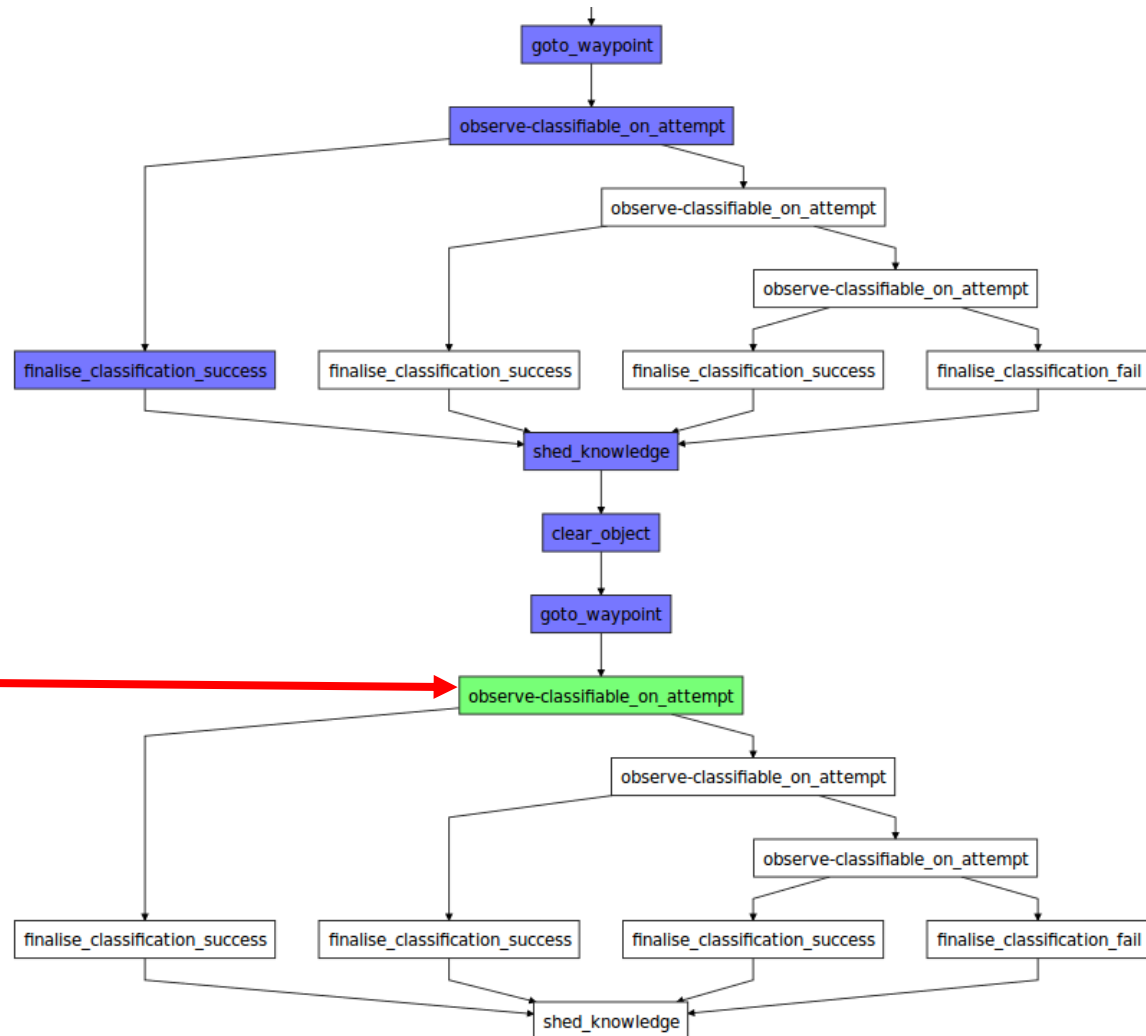 goto_waypoint
observe-classifiable_on_attempt
observe-classifiable_on_attempt
observe-classifiable_on_attempt
finalise_classification_success
finalise_classification_success
finalise_classification_success
finalise_classification_fail
shed_knowledge
clear_object
goto_waypoint
observe-classifiable_on_attempt
observe-classifiable_on_attempt
observe-classifiable_on_attempt
finalise_classification_success
finalise_classification_success
finalise_classification_success
finalise_classification_fail
shed_knowledge